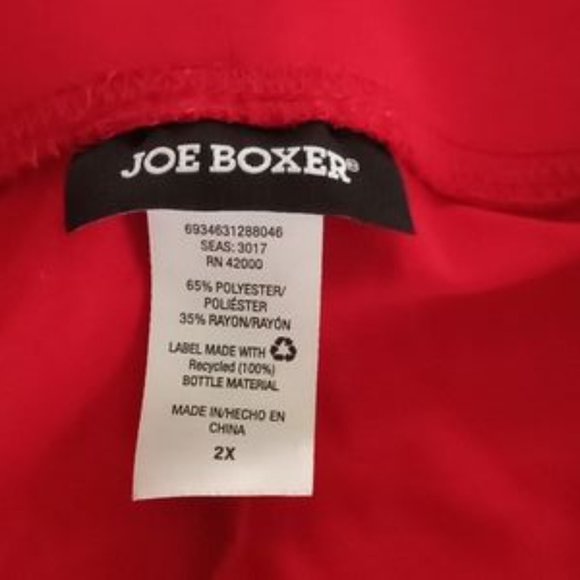 JOE BOXER®
6934631288046
SEAS: 3017
RN 42000
65% POLYESTER/
POLIÉSTER
35% RAYON/RAYÓN
LABEL MADE WITH
Recycled (100%)
BOTTLE MATERIAL
MADE IN/HECHO EN
CHINA
2X